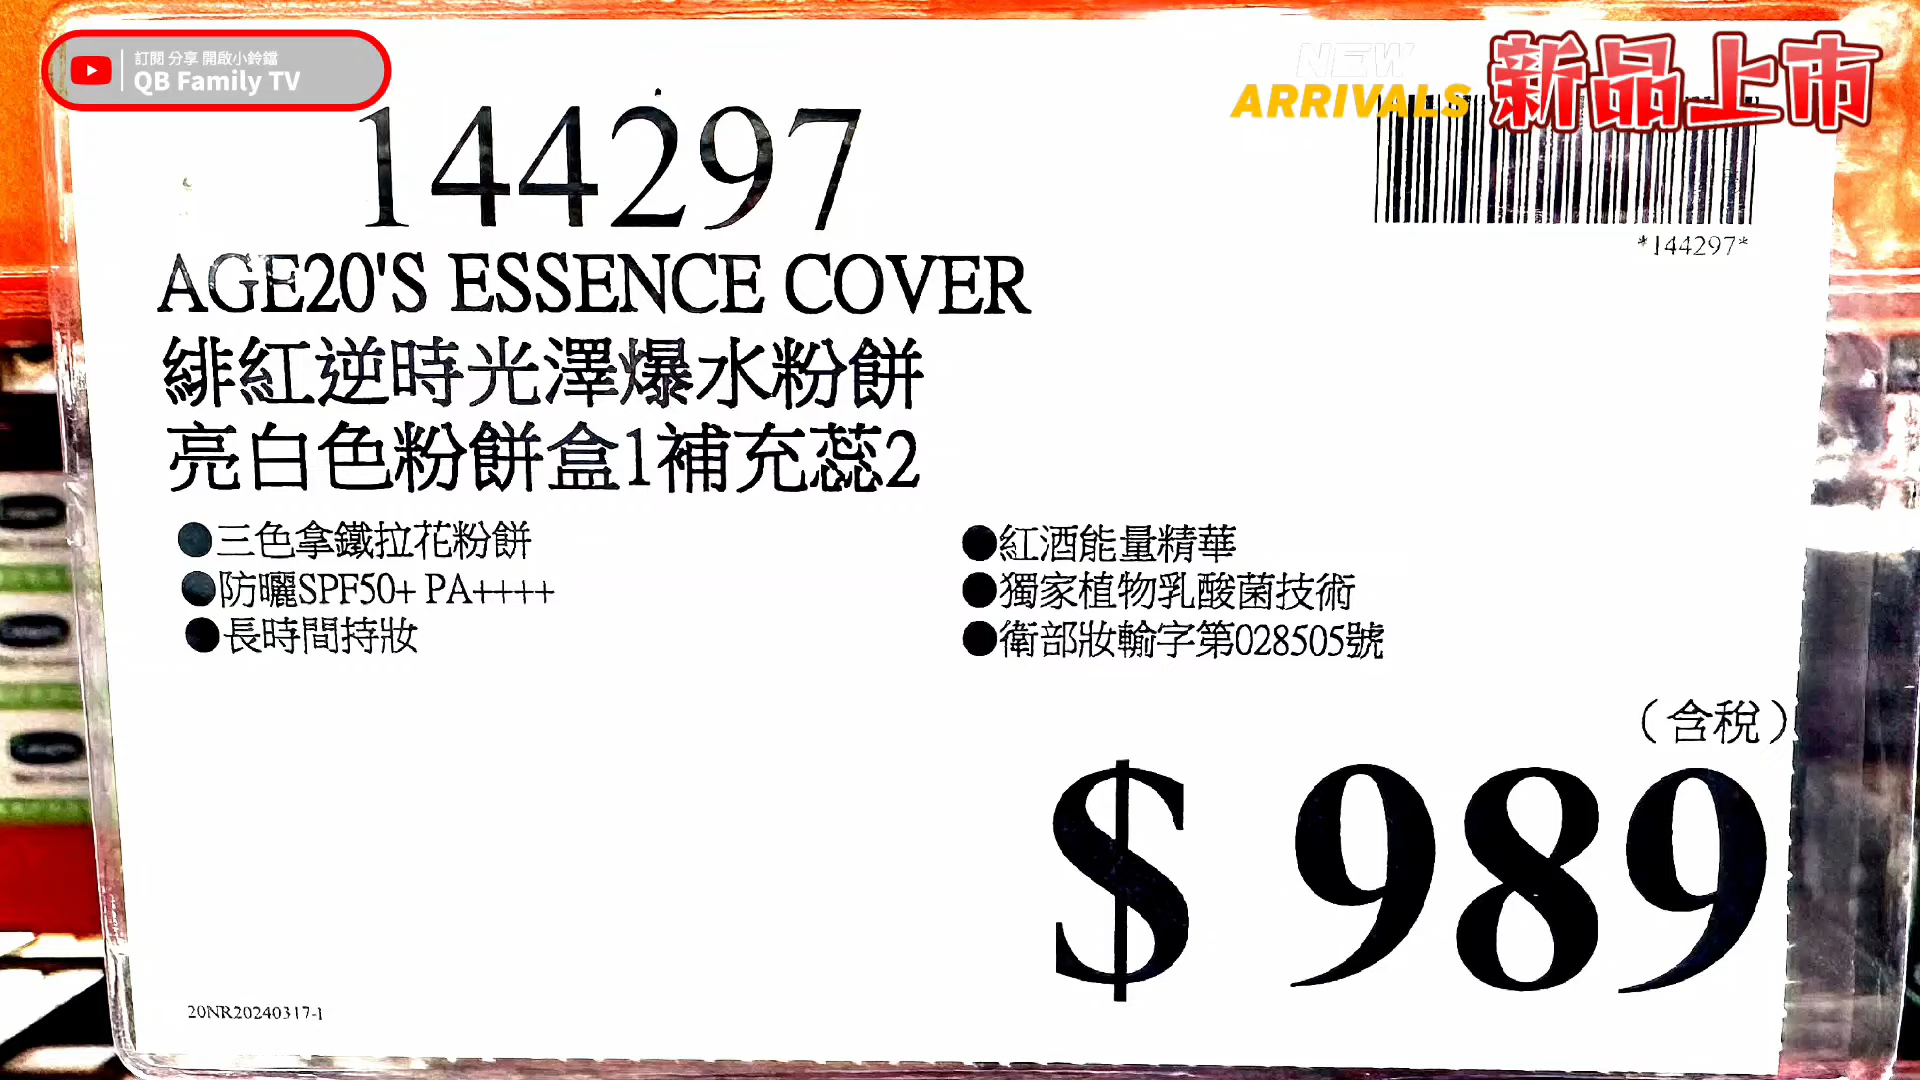 訂閱 分享 開啟小鈴鐺
QB Family TV
NEW
ARRIVALS
新品上市
144297
*144297*
AGE20'S ESSENCE COVER
緋紅逆時光澤爆水粉餅
亮白色粉餅盒1補充蕊2
●三色拿鐵拉花粉餅
●防曬SPF50+ PA++++
●長時間持妝
●紅酒能量精華
●獨家植物乳酸菌技術
●衛部妝輸字第028505號
（含稅）
$ 989
20NR20240317-1